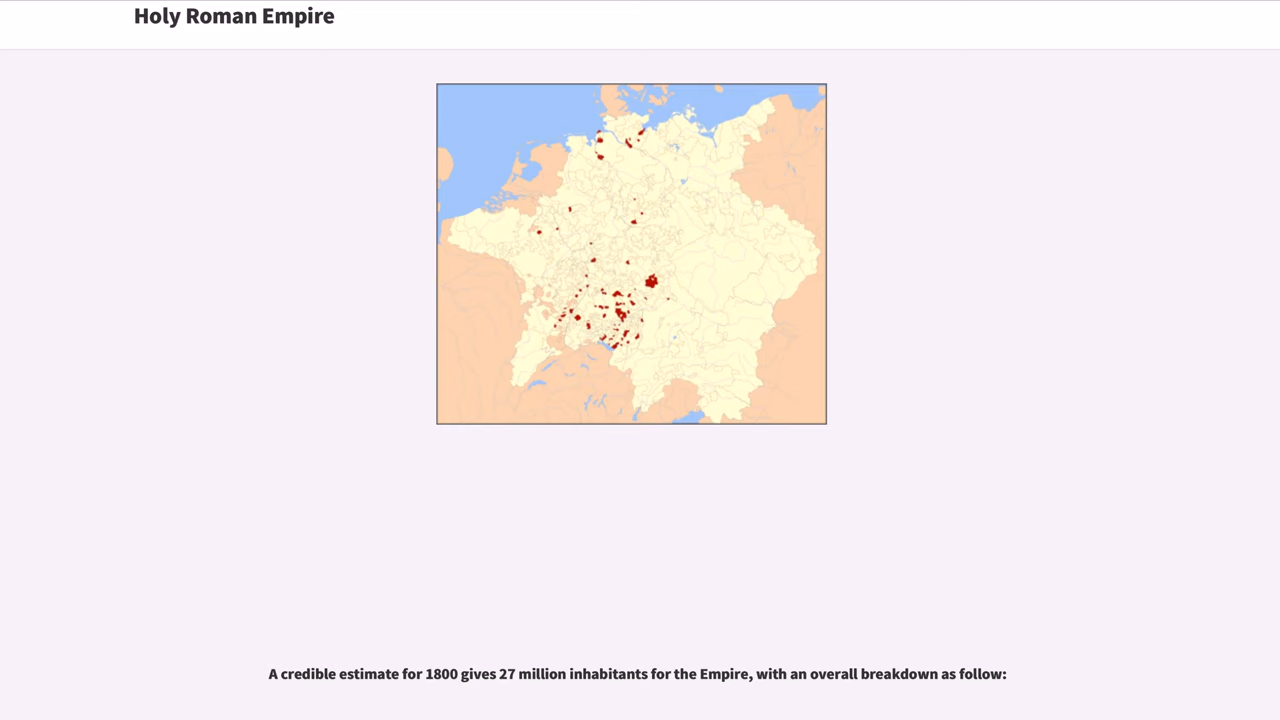 Holy Roman Empire
A credible estimate for 1800 gives 27 million inhabitants for the Empire, with an overall breakdown as follow: